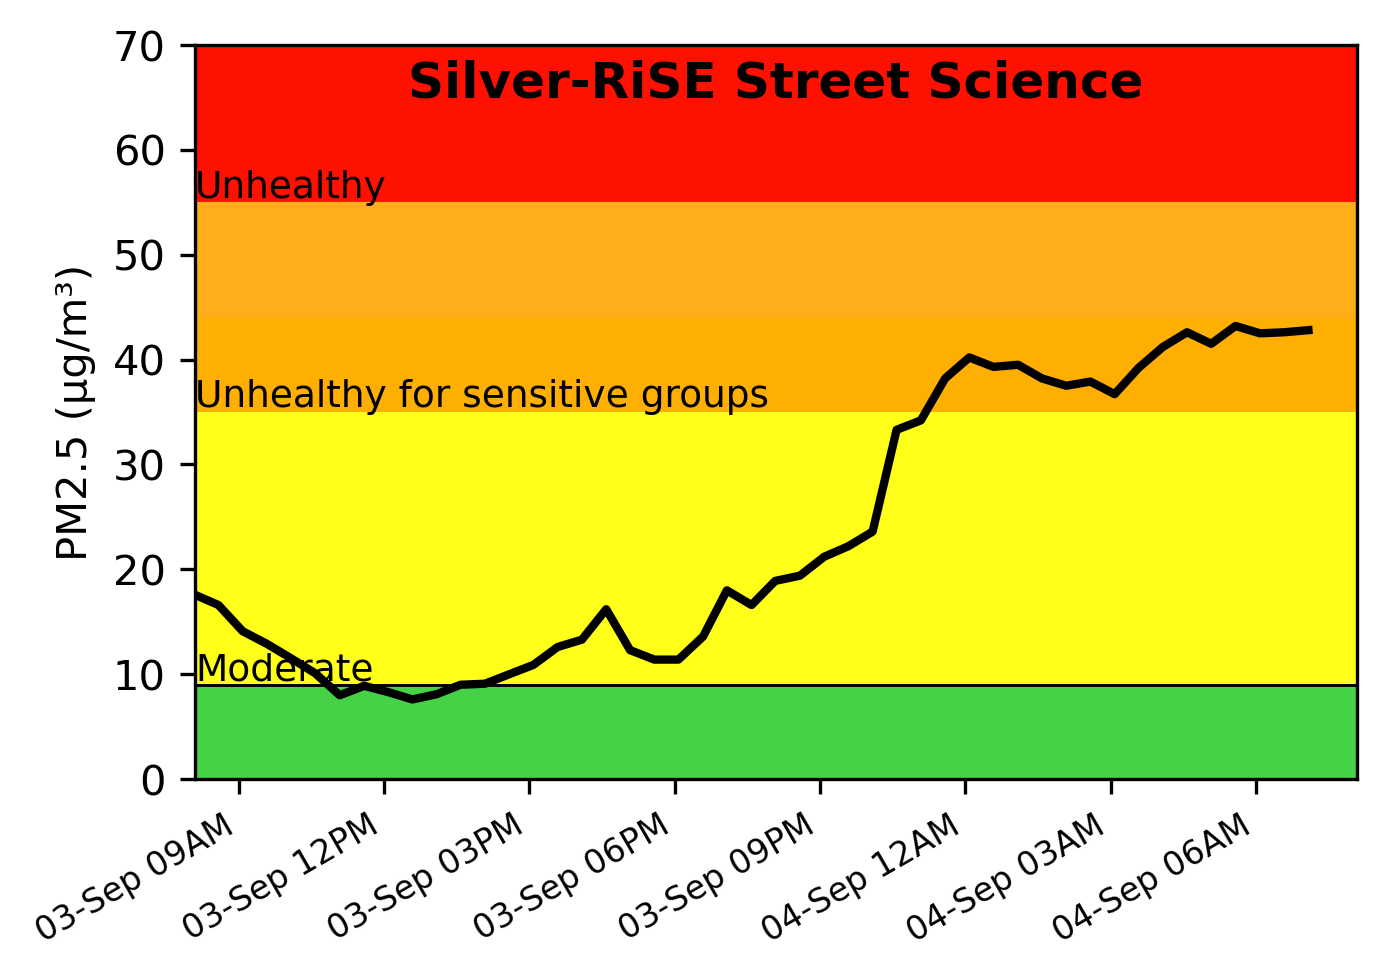 Silver-RiSE Street Science
PM2.5 (µg/m³)
70
60
50
40
30
20
10
0
Unhealthy
Unhealthy for sensitive groups
Moderate
03-Sep 09AM
03-Sep 12PM
03-Sep 03PM
03-Sep 06PM
03-Sep 09PM
04-Sep 12AM
04-Sep 03AM
04-Sep 06AM